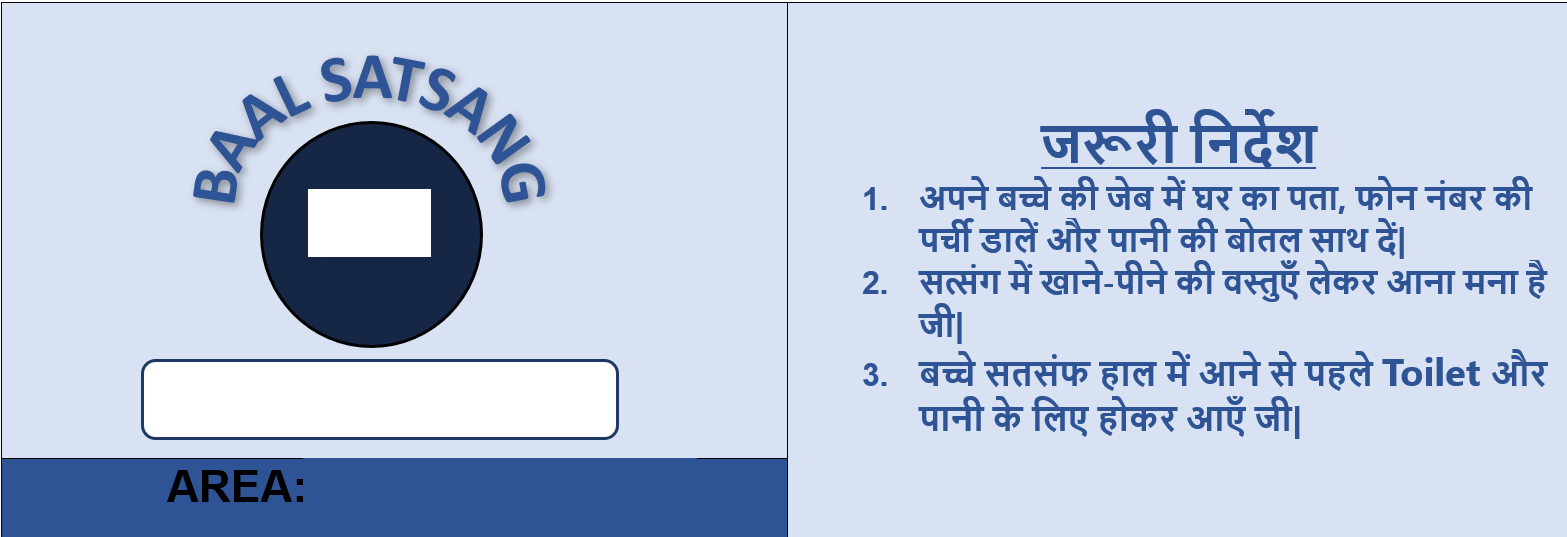 BAAL SATSANG
AREA:
जरूरी निर्देश
1. अपने बच्चे की जेब में घर का पता, फोन नंबर की
पर्ची डालें और पानी की बोतल साथ दें|
2. सत्संग में खाने-पीने की वस्तुएँ लेकर आना मना है
जी|
3. बच्चे सतसंफ हाल में आने से पहले Toilet और
पानी के लिए होकर आएँ जी|